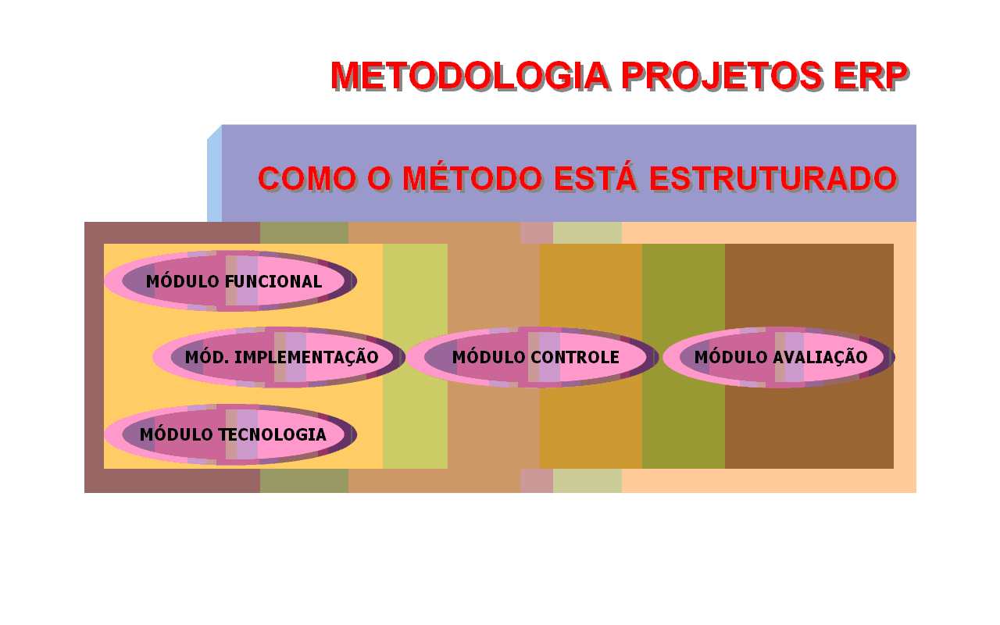 METODOLOGIA PROJETOS ERP
COMO O MÉTODO ESTÁ ESTRUTURADO
MÓDULO FUNCIONAL
MÓD. IMPLEMENTAÇÃO
MÓDULO CONTROLE
MÓDULO AVALIAÇÃO
MÓDULO TECNOLOGIA